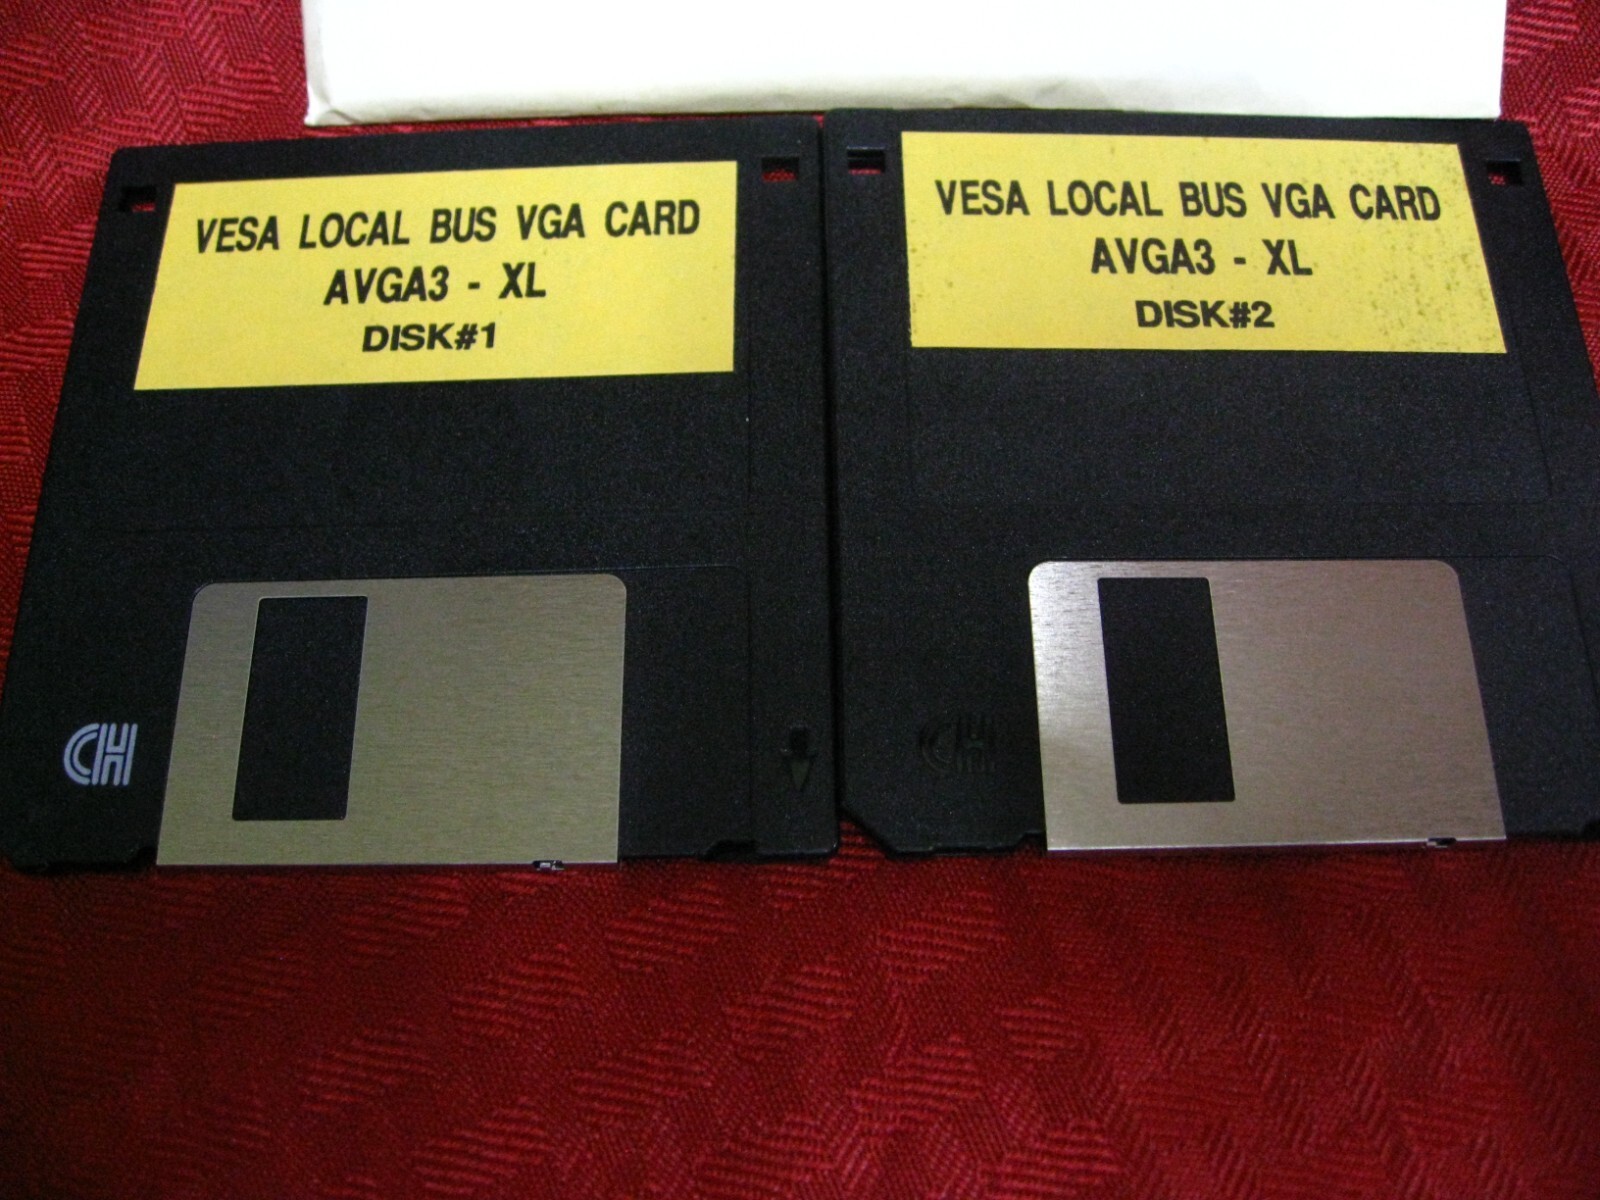 VESA LOCAL BUS VGA CARD
AVGA3 - XL
DISK#1
VESA LOCAL BUS VGA CARD
AVGA3 - XL
DISK#2
CH
CH